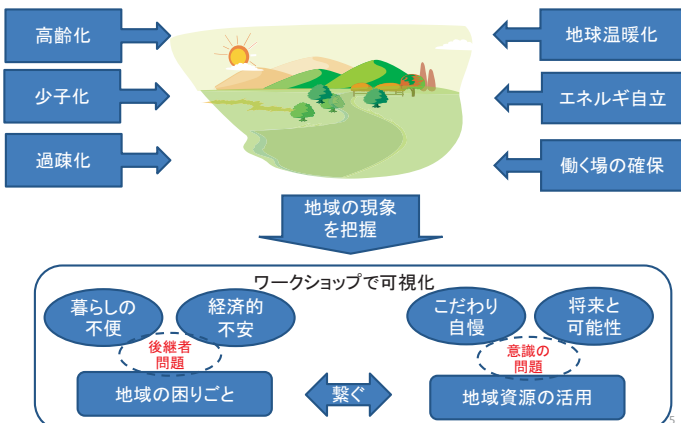 高齢化
少子化
過疎化
地球温暖化
エネルギ自立
働く場の確保
地域の現象
を把握
ワークショップで可視化
暮らしの
不便
経済的
不安
後継者
問題
地域の困りごと
繋ぐ
こだわり
自慢
将来と
可能性
意識の
問題
地域資源の活用
5